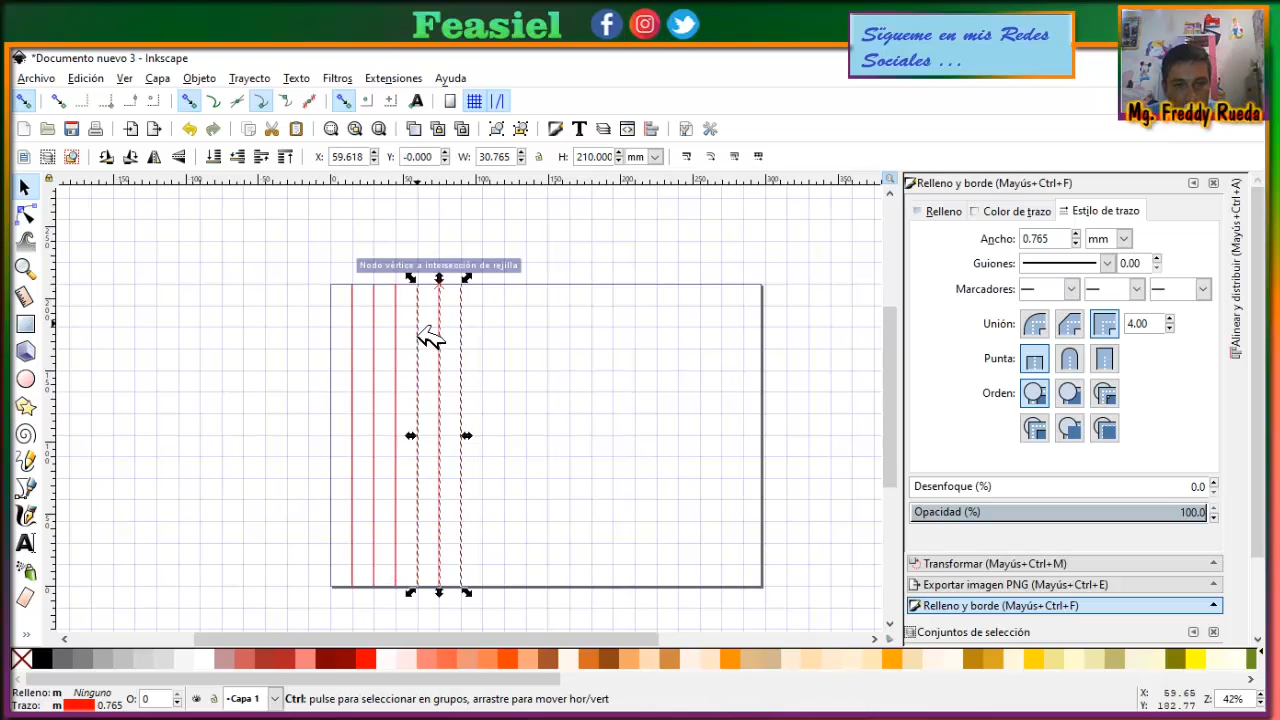 Feasiel
Sïgueme en mis Redes
Sociales ...
Mg. Freddy Rueda
*Documento nuevo 3 - Inkscape
Archivo Edición Ver Capa Objeto Trayecto Texto Filtros Extensiones Ayuda
X: 59.618 Y: -0.000 W: 30.765 H: 210.000 mm
Relleno y borde (Mayús+Ctrl+F)
Relleno Color de trazo Estilo de trazo
Ancho: 0.765 mm
Guiones: 0.00
Marcadores:
Unión: 4.00
Punta:
Orden:
Desenfoque (%) 0.0
Opacidad (%) 100.0
Transformar (Mayús+Ctrl+M)
Exportar imagen PNG (Mayús+Ctrl+E)
Relleno y borde (Mayús+Ctrl+F)
Conjuntos de selección
Alinear y distribuir (Mayús+Ctrl+A)
Nodo vértice a intersección de rejilla
Relleno: m Ninguno
Trazo: m 0.765
O: 0
Capa 1
Ctrl: pulse para seleccionar en grupos, arrastre para mover hor/vert
X: 59.65
Y: 182.77
Z: 42%